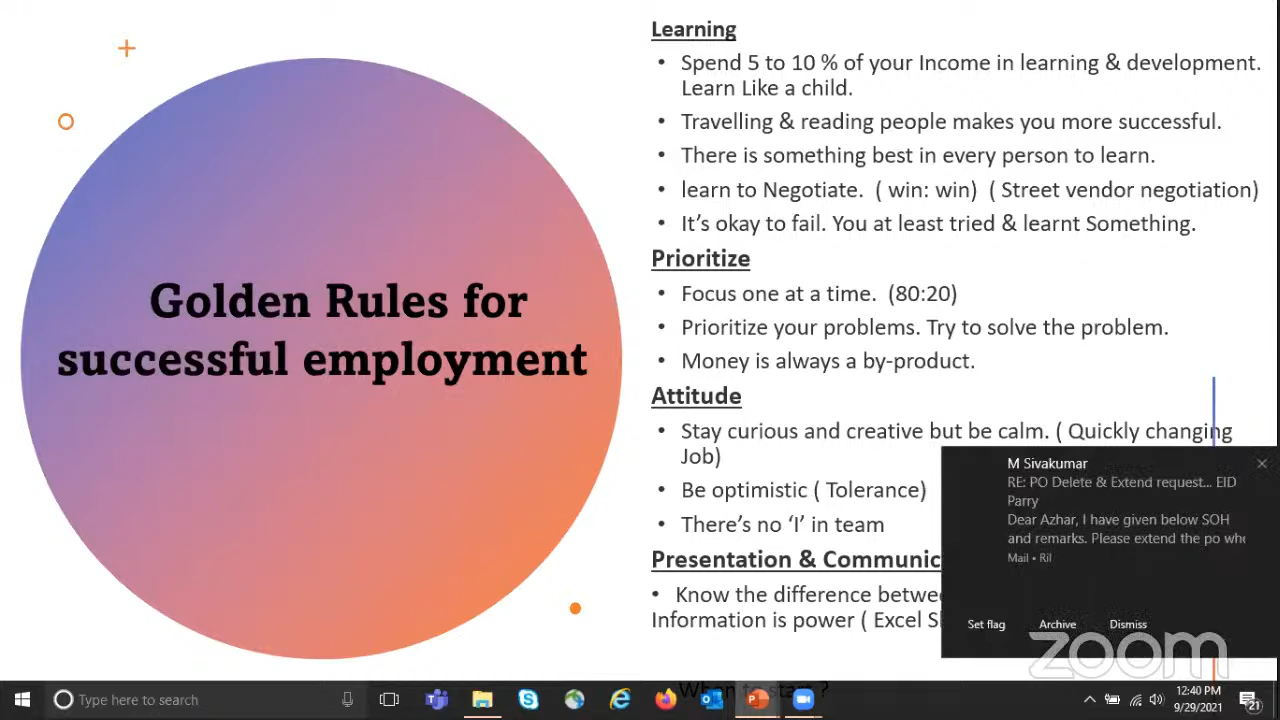 Golden Rules for
successful employment
Learning
• Spend 5 to 10 % of your Income in learning & development.
Learn Like a child.
• Travelling & reading people makes you more successful.
• There is something best in every person to learn.
• learn to Negotiate. ( win: win) ( Street vendor negotiation)
• It's okay to fail. You at least tried & learnt Something.
Prioritize
• Focus one at a time. (80:20)
• Prioritize your problems. Try to solve the problem.
• Money is always a by-product.
Attitude
• Stay curious and creative but be calm. ( Quickly changing
Job)
• Be optimistic ( Tolerance)
• There's no ‘I’ in team
Presentation & Communic
• Know the difference betwe
Information is power ( Excel
When to start ?
M Sivakumar
RE: PO Delete & Extend request... EID
Parry
Dear Azhar, I have given below SOH
and remarks. Please extend the po whe
Mail • Ril
Set flag Archive Dismiss
zoom
Type here to search
12:40 PM
9/29/2021
21